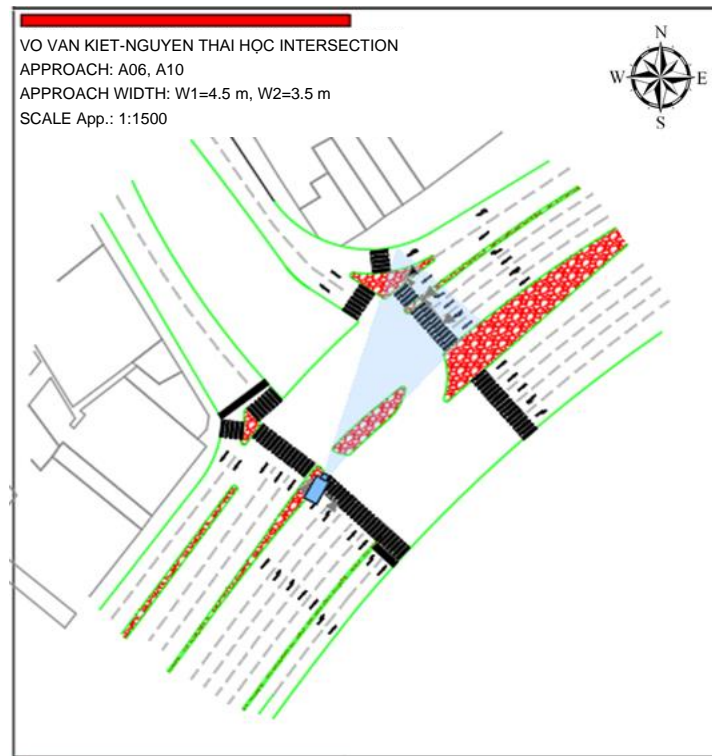 VO VAN KIET-NGUYEN THAI HỌC INTERSECTION
APPROACH: A06, A10
APPROACH WIDTH: W1=4.5 m, W2=3.5 m
SCALE App.: 1:1500
N
W E
S